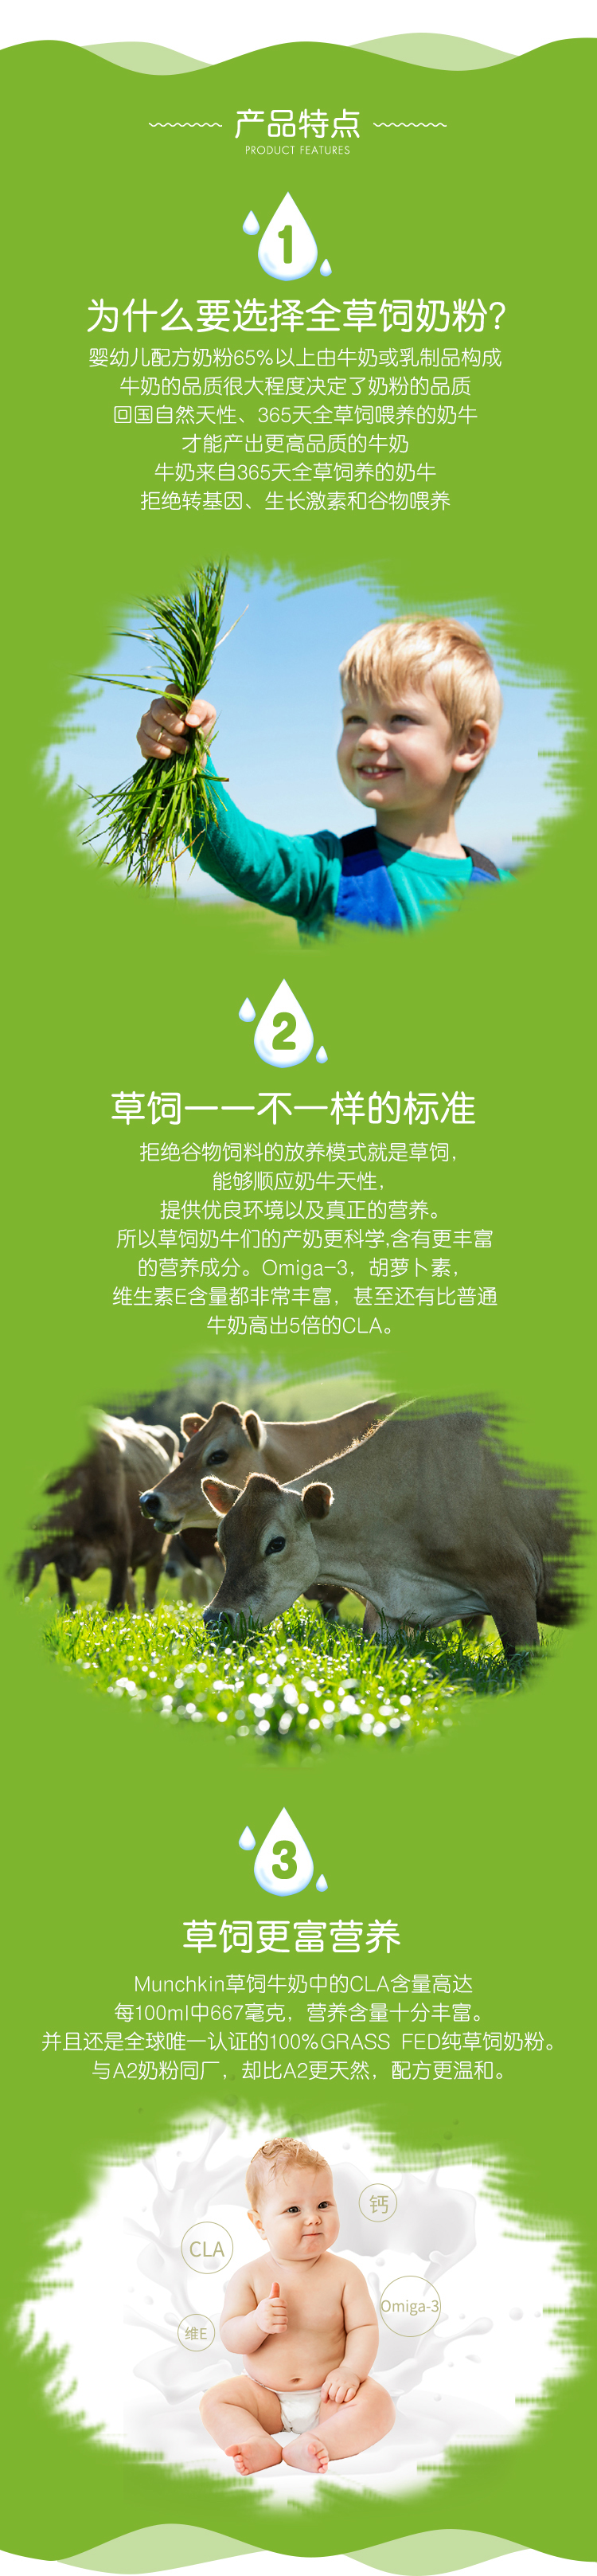 产品特点
PRODUCT FEATURES
1
为什么要选择全草饲奶粉?
婴幼儿配方奶粉65%以上由牛奶或乳制品构成
牛奶的品质很大程度决定了奶粉的品质
回国自然天性、365天全草饲喂养的奶牛
才能产出更高品质的牛奶
牛奶来自365天全草饲养的奶牛
拒绝转基因、生长激素和谷物喂养
2
草饲——不一样的标准
拒绝谷物饲料的放养模式就是草饲，
能够顺应奶牛天性，
提供优良环境以及真正的营养。
所以草饲奶牛们的产奶更科学,含有更丰富
的营养成分。Omiga-3，胡萝卜素，
维生素E含量都非常丰富，甚至还有比普通
牛奶高出5倍的CLA。
3
草饲更富营养
Munchkin草饲牛奶中的CLA含量高达
每100ml中667毫克，营养含量十分丰富。
并且还是全球唯一认证的100%GRASS FED纯草饲奶粉。
与A2奶粉同厂，却比A2更天然，配方更温和。
钙
CLA
Omiga-3
维E